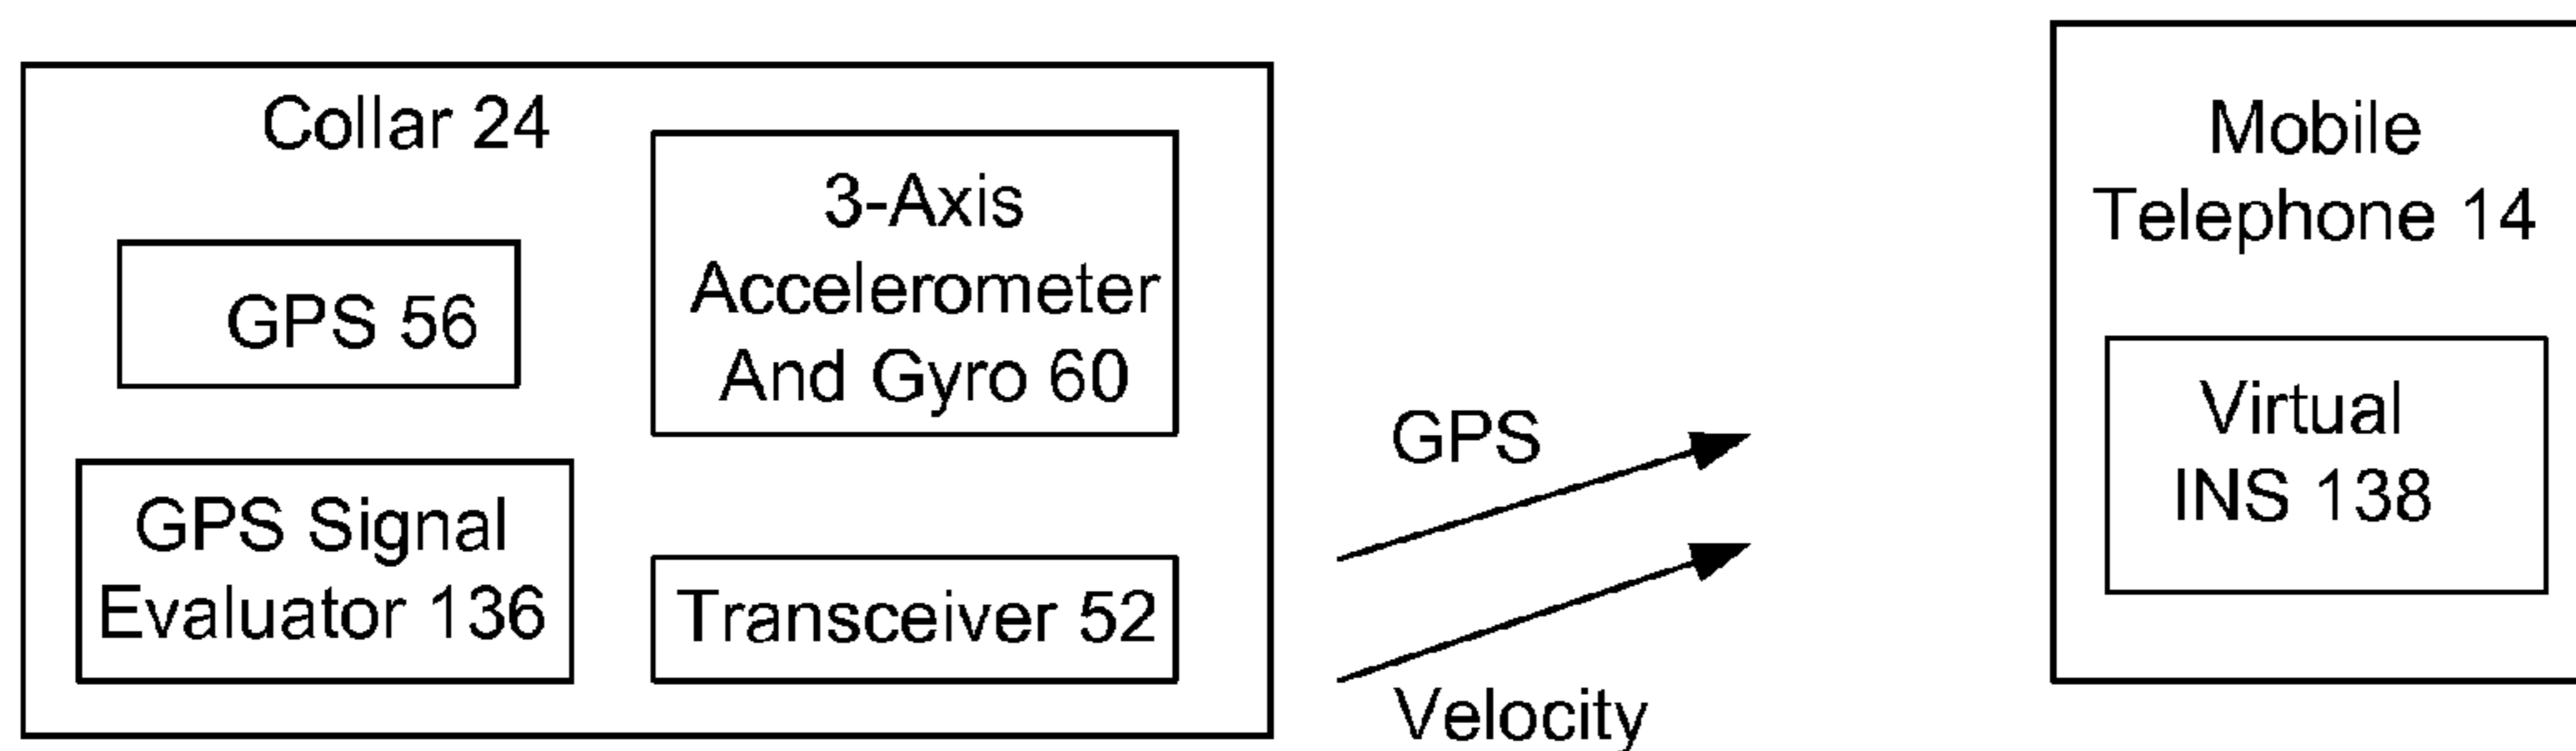 Collar 24
GPS 56
3-Axis
Accelerometer
And Gyro 60
GPS Signal
Evaluator 136
Transceiver 52
GPS
Velocity
Mobile
Telephone 14
Virtual
INS 138